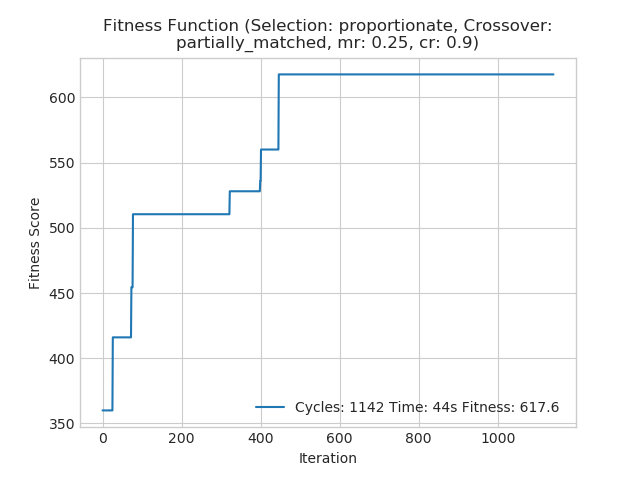 Fitness Function (Selection: proportionate, Crossover:
partially_matched, mr: 0.25, cr: 0.9)
600
550
500
450
400
350
Fitness Score
Cycles: 1142 Time: 44s Fitness: 617.6
0 200 400 600 800 1000
Iteration